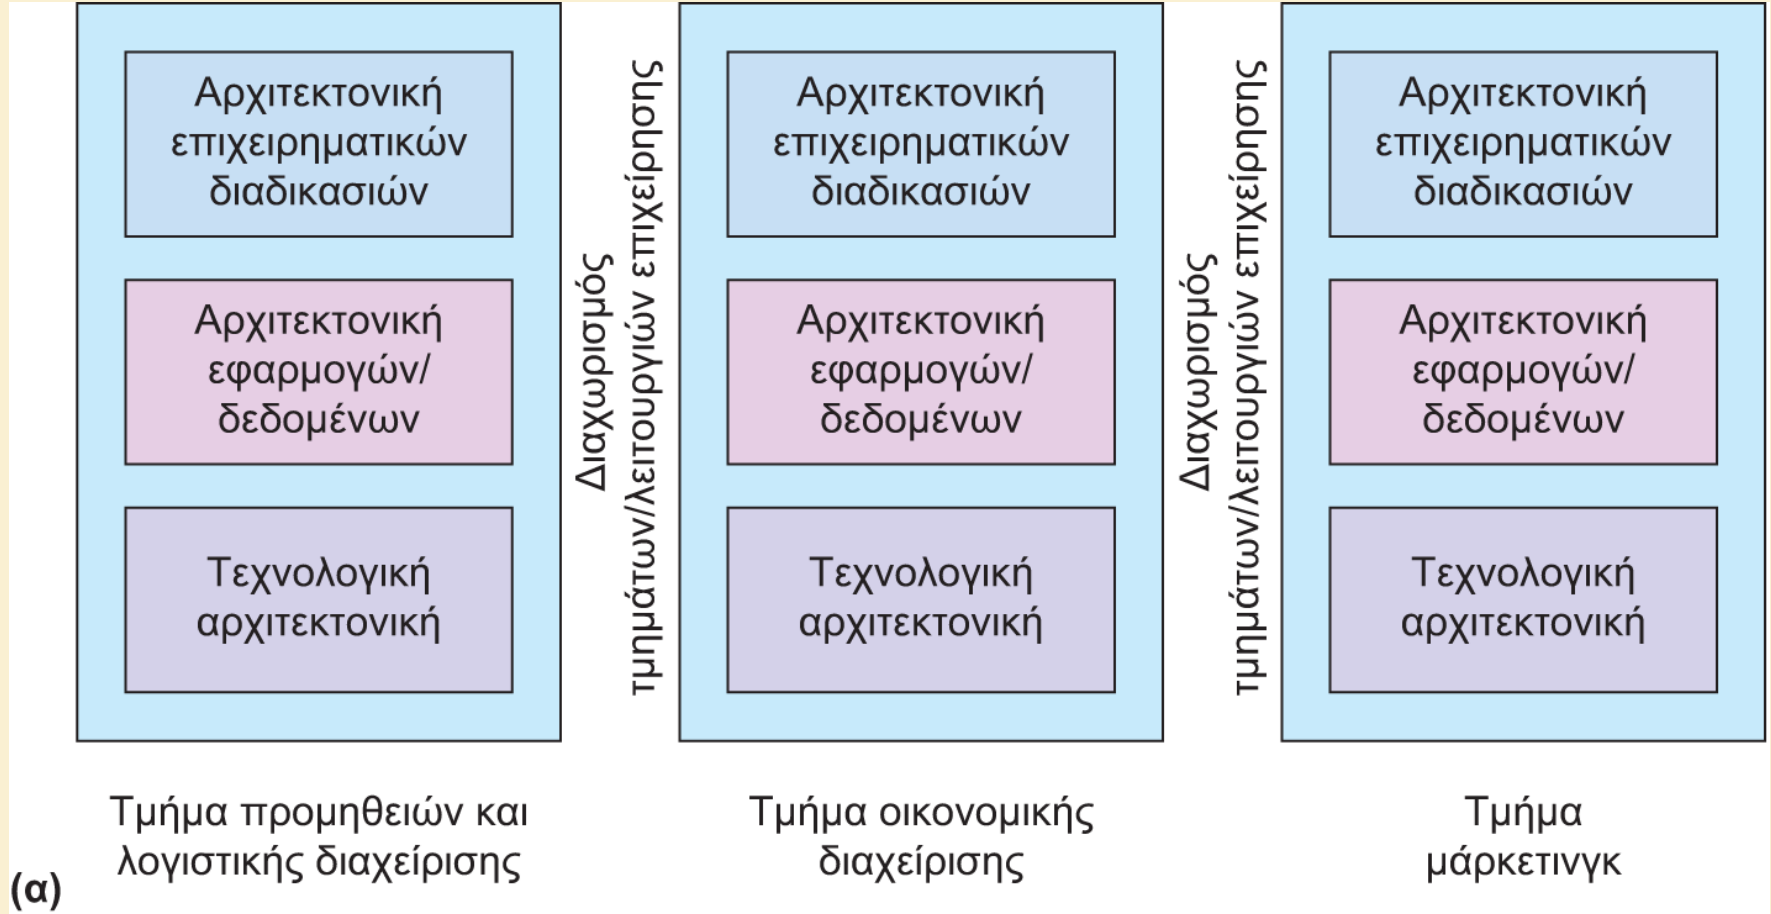 Αρχιτεκτονική
επιχειρηματικών
διαδικασιών
Αρχιτεκτονική
εφαρμογών/
δεδομένων
Τεχνολογική
αρχιτεκτονική
Τμήμα προμηθειών και
λογιστικής διαχείρισης
Διαχωρισμός
τμημάτων/λειτουργιών επιχείρησης
Αρχιτεκτονική
επιχειρηματικών
διαδικασιών
Αρχιτεκτονική
εφαρμογών/
δεδομένων
Τεχνολογική
αρχιτεκτονική
Τμήμα οικονομικής
διαχείρισης
Διαχωρισμός
τμημάτων/λειτουργιών επιχείρησης
Αρχιτεκτονική
επιχειρηματικών
διαδικασιών
Αρχιτεκτονική
εφαρμογών/
δεδομένων
Τεχνολογική
αρχιτεκτονική
Τμήμα
μάρκετινγκ
(α)